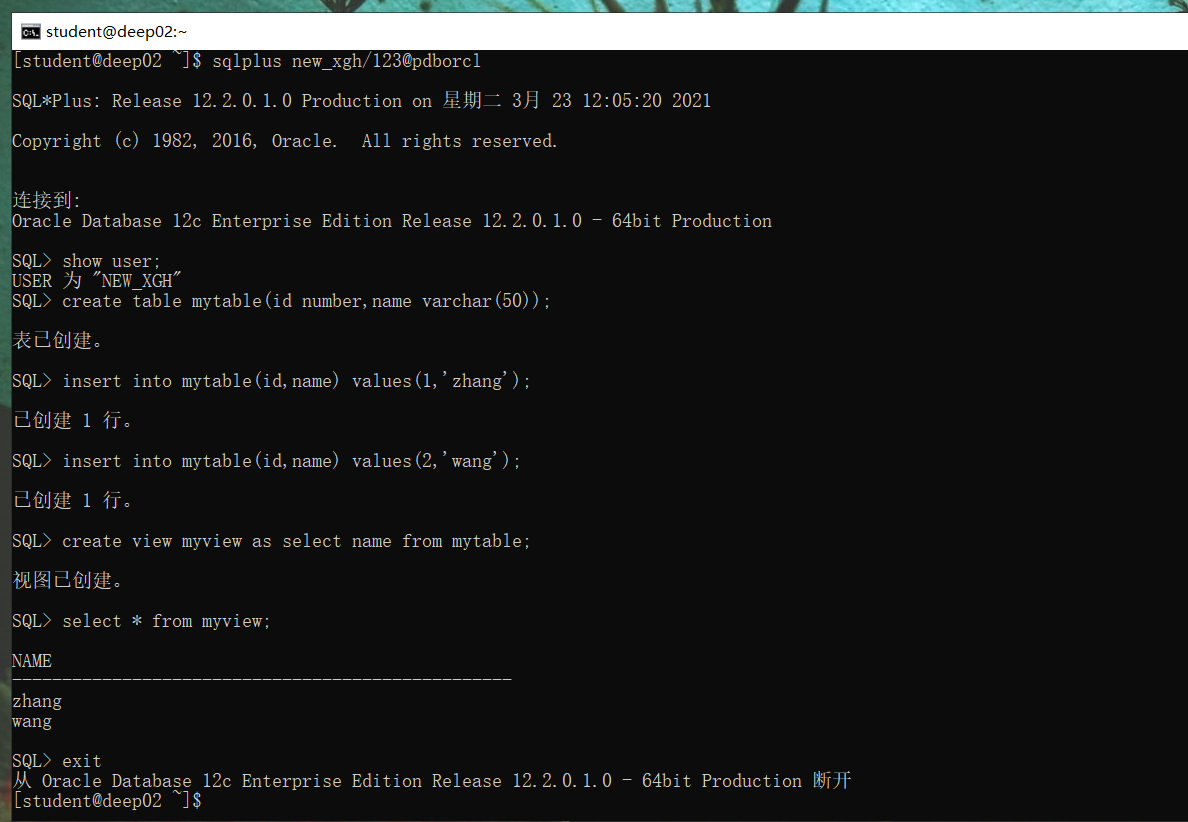 student@deep02:~
[student@deep02 ~]$ sqlplus new_xgh/123@pdborcl
SQL*Plus: Release 12.2.0.1.0 Production on 星期二 3月 23 12:05:20 2021
Copyright (c) 1982, 2016, Oracle.  All rights reserved.
连接到:
Oracle Database 12c Enterprise Edition Release 12.2.0.1.0 - 64bit Production
SQL> show user;
USER 为 "NEW_XGH"
SQL> create table mytable(id number,name varchar(50));
表已创建。
SQL> insert into mytable(id,name) values(1,'zhang');
已创建 1 行。
SQL> insert into mytable(id,name) values(2,'wang');
已创建 1 行。
SQL> create view myview as select name from mytable;
视图已创建。
SQL> select * from myview;
NAME
--------------------------------------------------
zhang
wang
SQL> exit
从 Oracle Database 12c Enterprise Edition Release 12.2.0.1.0 - 64bit Production 断开
[student@deep02 ~]$